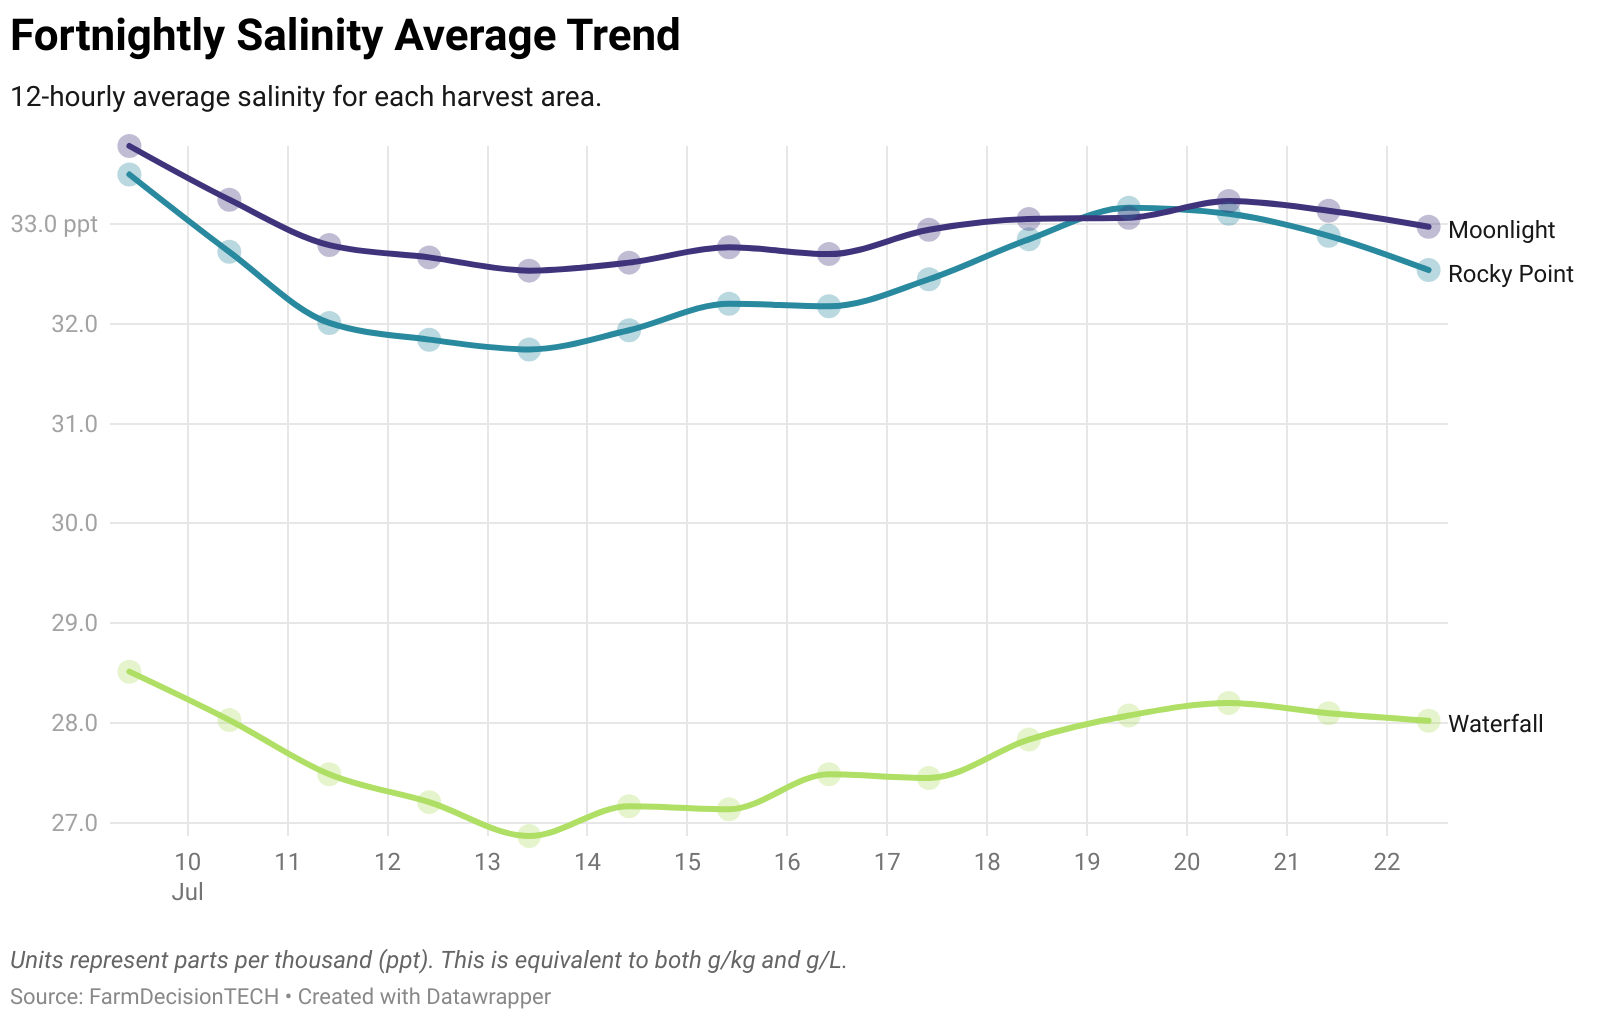 Fortnightly Salinity Average Trend
12-hourly average salinity for each harvest area.
33.0 ppt
32.0
31.0
30.0
29.0
28.0
27.0
Moonlight
Rocky Point
Waterfall
10 11 12 13 14 15 16 17 18 19 20 21 22
Jul
Units represent parts per thousand (ppt). This is equivalent to both g/kg and g/L.
Source: FarmDecisionTECH • Created with Datawrapper